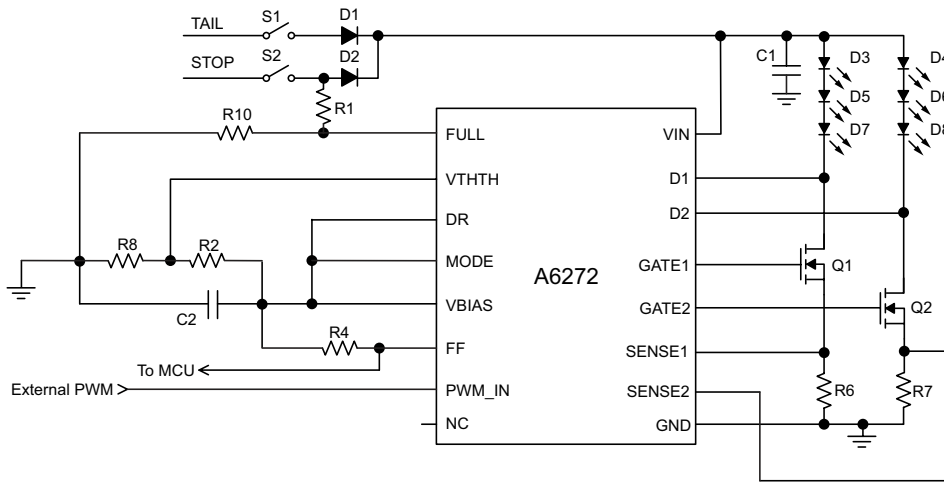 TAIL
S1
D1
STOP
S2
D2
R1
R10
C1
D3
D5
D7
D4
D6
D8
FULL
VTHTH
DR
MODE
VBIAS
FF
PWM_IN
NC
A6272
VIN
D1
D2
GATE1
GATE2
SENSE1
SENSE2
GND
R8
R2
C2
R4
To MCU
External PWM
Q1
Q2
R6
R7